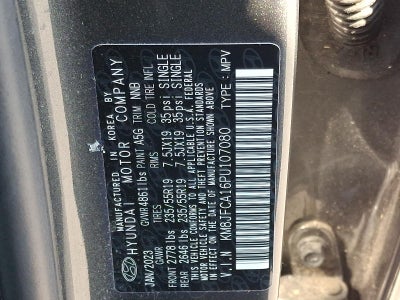 MANUFACTURED IN KOREA BY
HYUNDAI MOTOR COMPANY
JAN/2023 GVWR 4861lbs PAINT A5G TRIM NNB
GAWR TIRES RIMS COLD TIRE INFL
FRONT 2778 lbs 235/55R19 7.5JX19 35psi SINGLE
REAR 2646 lbs 235/55R19 7.5JX19 35psi SINGLE
THIS VEHICLE CONFORMS TO ALL APPLICABLE FEDERAL
MOTOR VEHICLE SAFETY AND THEFT PREVENTION STANDARDS
IN EFFECT ON THE DATE OF MANUFACTURE SHOWN ABOVE.
V.I.N : KM8JFCA16PU107080 TYPE : MPV